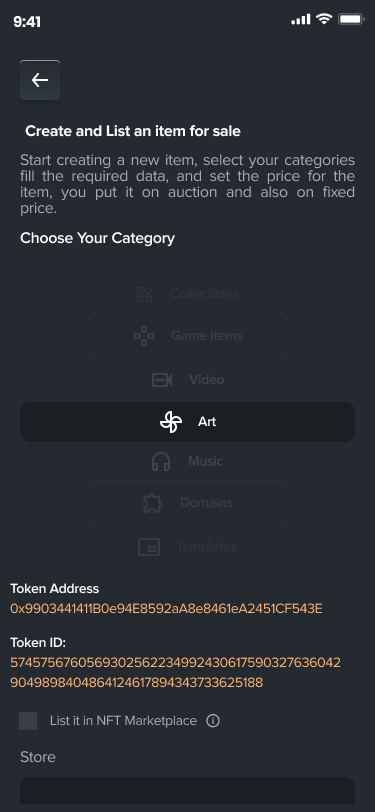 9:41
Create and List an item for sale
Start creating a new item, select your categories
fill the required data, and set the price for the
item, you put it on auction and also on fixed
price.
Choose Your Category
Collectibles
Game Items
Video
Art
Music
Domains
Templates
Token Address
0x9903441411B0e94E8592aA8e8461eA2451CF543E
Token ID:
5745756760569302562234992430617590327636042
904989840486412461789434373362518​8
List it in NFT Marketplace
Store